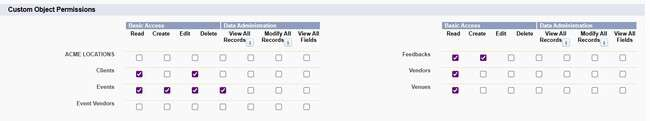 Custom Object Permissions
Basic Access Data Administration Basic Access Data Administration
Read Create Edit Delete View All Records Modify All Records View All Fields Read Create Edit Delete View All Records Modify All Records View All Fields
ACME LOCATIONS Feedbacks
Clients Vendors
Events Venues
Event Vendors